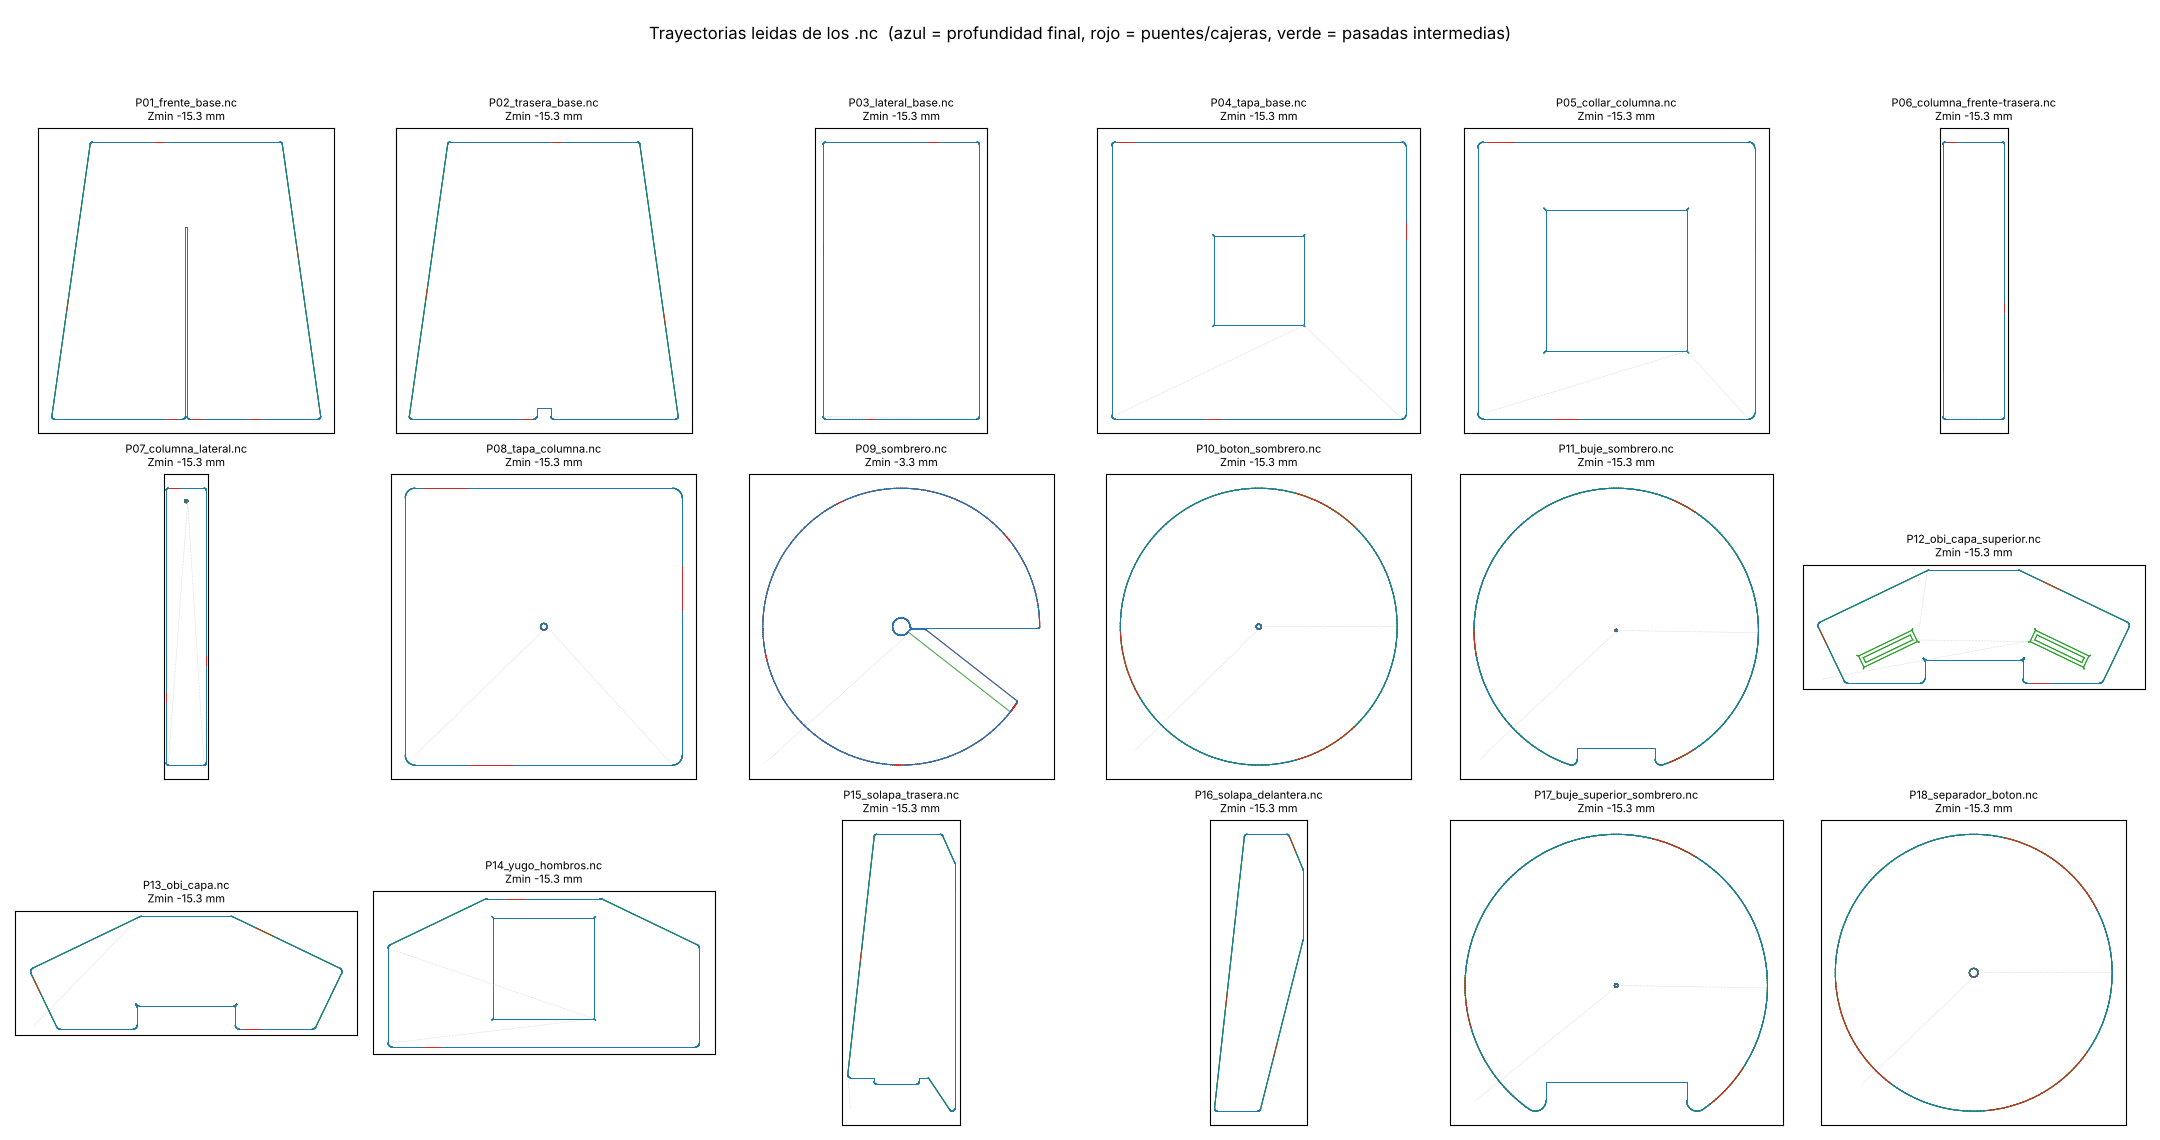 Trayectorias leidas de los .nc  (azul = profundidad final, rojo = puentes/cajeras, verde = pasadas intermedias)
P01_frente_base.nc
Zmin -15.3 mm
P02_trasera_base.nc
Zmin -15.3 mm
P03_lateral_base.nc
Zmin -15.3 mm
P04_tapa_base.nc
Zmin -15.3 mm
P05_collar_columna.nc
Zmin -15.3 mm
P06_columna_frente-trasera.nc
Zmin -15.3 mm
P07_columna_lateral.nc
Zmin -15.3 mm
P08_tapa_columna.nc
Zmin -15.3 mm
P09_sombrero.nc
Zmin -3.3 mm
P10_boton_sombrero.nc
Zmin -15.3 mm
P11_buje_sombrero.nc
Zmin -15.3 mm
P12_obi_capa_superior.nc
Zmin -15.3 mm
P13_obi_capa.nc
Zmin -15.3 mm
P14_yugo_hombros.nc
Zmin -15.3 mm
P15_solapa_trasera.nc
Zmin -15.3 mm
P16_solapa_delantera.nc
Zmin -15.3 mm
P17_buje_superior_sombrero.nc
Zmin -15.3 mm
P18_separador_boton.nc
Zmin -15.3 mm